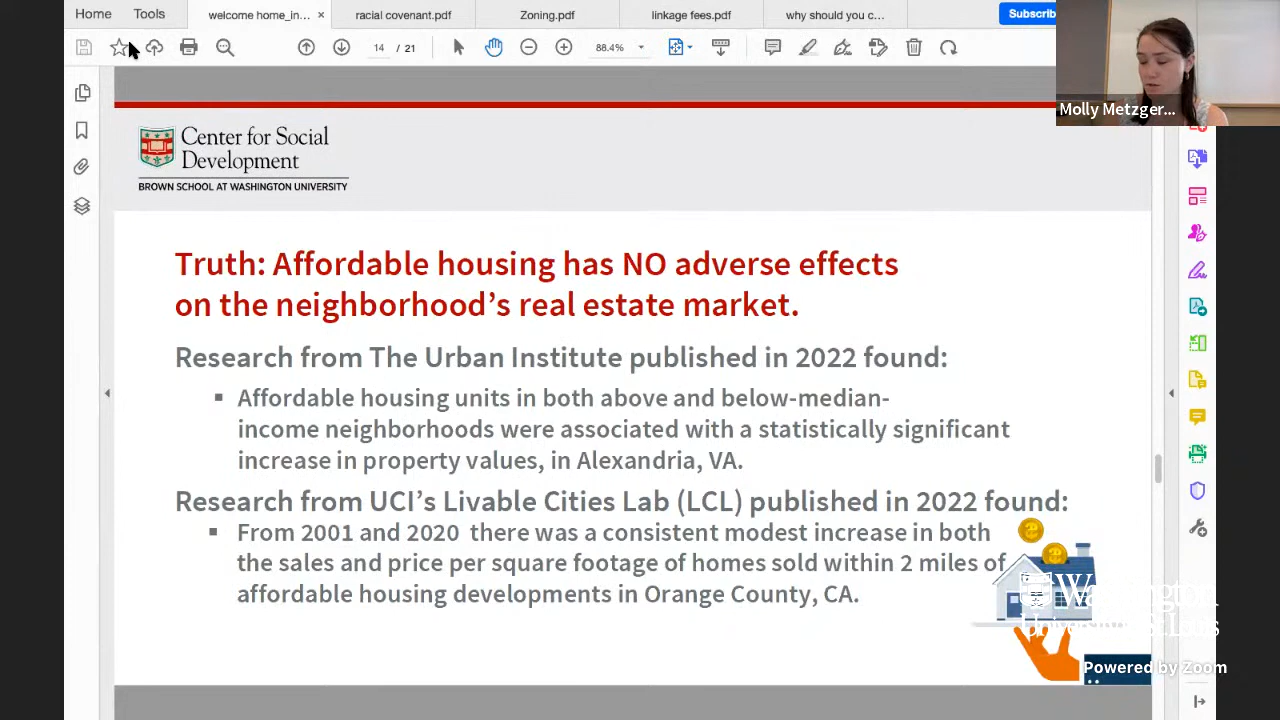 Home
Tools
welcome home_in... ×
racial covenant.pdf
Zoning.pdf
linkage fees.pdf
why should you c...
Subscrib
14 / 21
88.4%
Molly Metzger...
Center for Social
Development
BROWN SCHOOL AT WASHINGTON UNIVERSITY
Truth: Affordable housing has NO adverse effects
on the neighborhood's real estate market.
Research from The Urban Institute published in 2022 found:
▪ Affordable housing units in both above and below-median-
income neighborhoods were associated with a statistically significant
increase in property values, in Alexandria, VA.
Research from UCI's Livable Cities Lab (LCL) published in 2022 found:
▪ From 2001 and 2020 there was a consistent modest increase in both
the sales and price per square footage of homes sold within 2 miles of
affordable housing developments in Orange County, CA.
Washington
University in St. Louis
Powered by Zoom